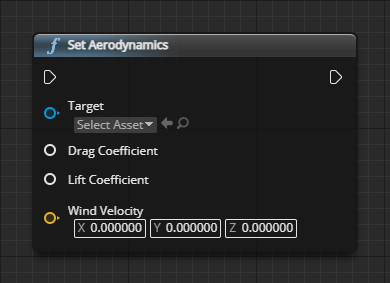 f Set Aerodynamics
Target
Select Asset
Drag Coefficient
Lift Coefficient
Wind Velocity
X 0.000000 Y 0.000000 Z 0.000000